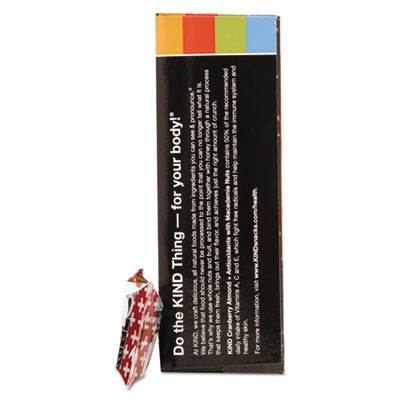 Do the KIND Thing — for your body!®
At KIND, we craft delicious, all natural foods made from ingredients you can see & pronounce.®
We believe that food should never be processed to the point that you can no longer tell what it is.
That's why we use whole nuts and fruit, and bind them together with honey through a natural process
that keeps them fresh, brings out their flavor, and achieves just the right amount of crunch.
KIND Cranberry Almond + Antioxidants with Macadamia Nuts contains 50% of the recommended
daily intake of Vitamins A, C and E, which fight free radicals and help maintain the immune system and
healthy skin.
For more information, visit www.KINDsnacks.com/health.